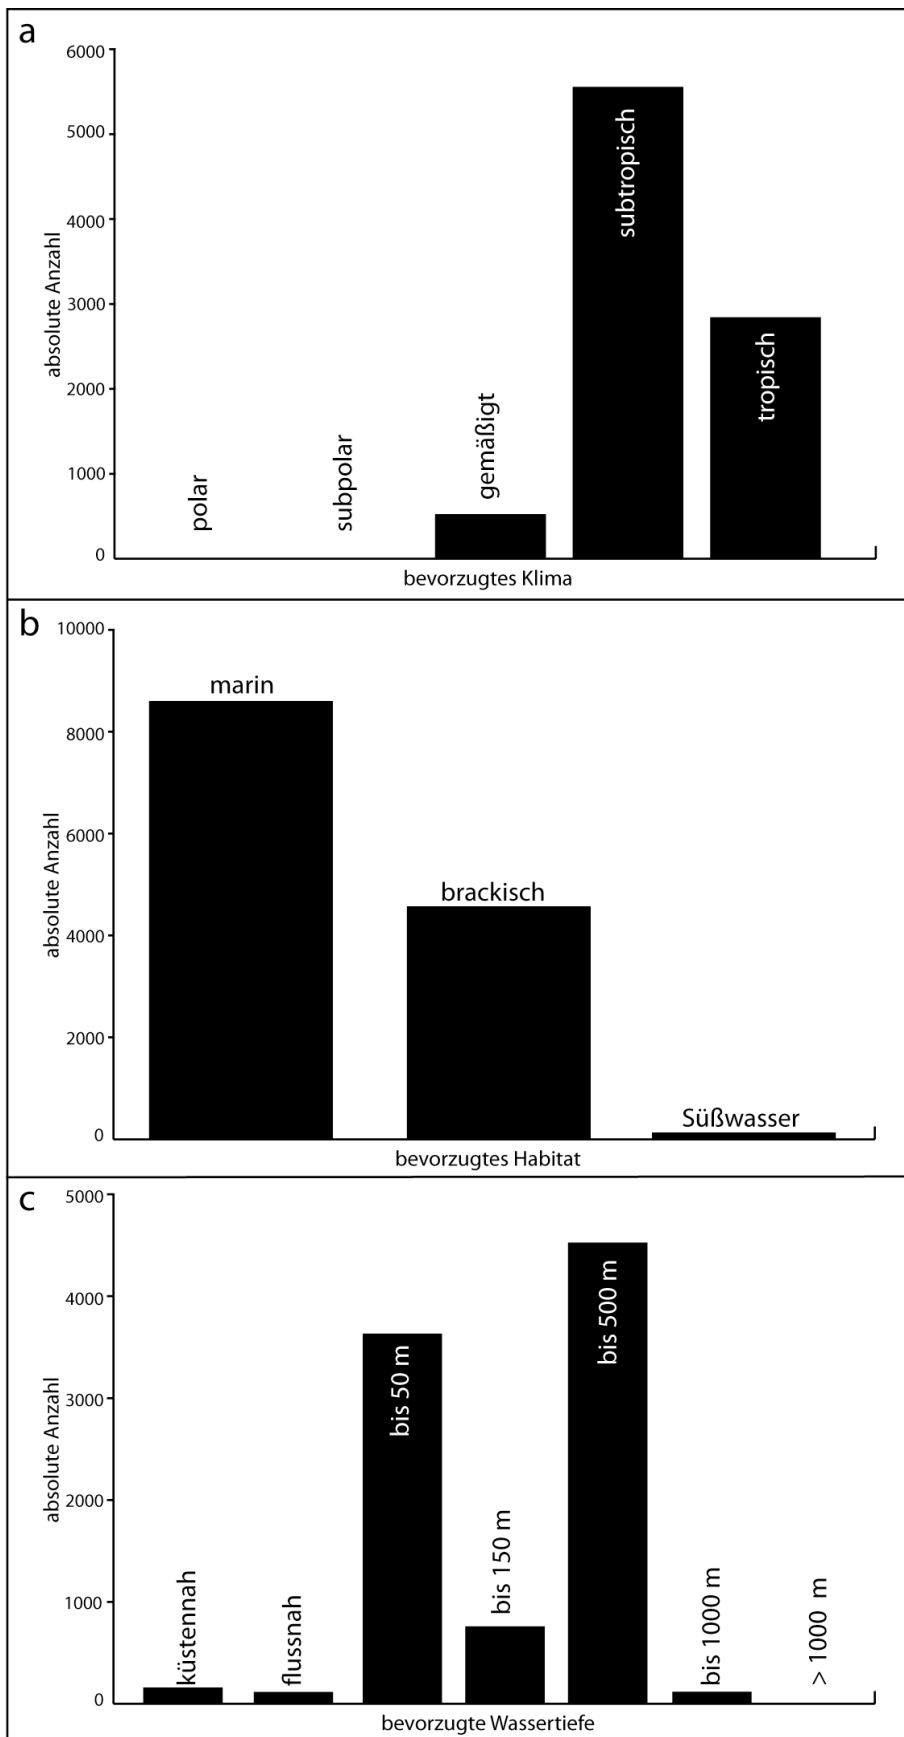 a
6000
5000
4000
3000
2000
1000
0
absolute Anzahl
polar
subpolar
gemäßigt
subtropisch
tropisch
bevorzugtes Klima
b
10000
8000
6000
4000
2000
0
absolute Anzahl
marin
brackisch
Süßwasser
bevorzugtes Habitat
c
5000
4000
3000
2000
1000
0
absolute Anzahl
küstennah
flussnah
bis 50 m
bis 150 m
bis 500 m
bis 1000 m
> 1000 m
bevorzugte Wassertiefe